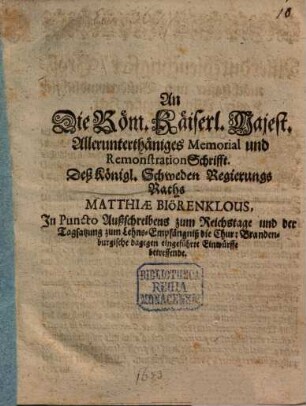 10
An
Die Röm. Käiserl. Majest.
Allerunterthäniges Memorial und
Remonstration Schrifft.
Deß Königl. Schweden Regierungs
Raths
MATTHIÆ BIÖRENKLOUS,
In Puncto Außschreibens zum Reichstage und der
Tagsatzung zum Lehns-Empfängniß die Chur: Branden-
burgische dagegen eingeführte Einwürffe
betreffende.
BIBLIOTHECA
REGIA
MONACENSIS